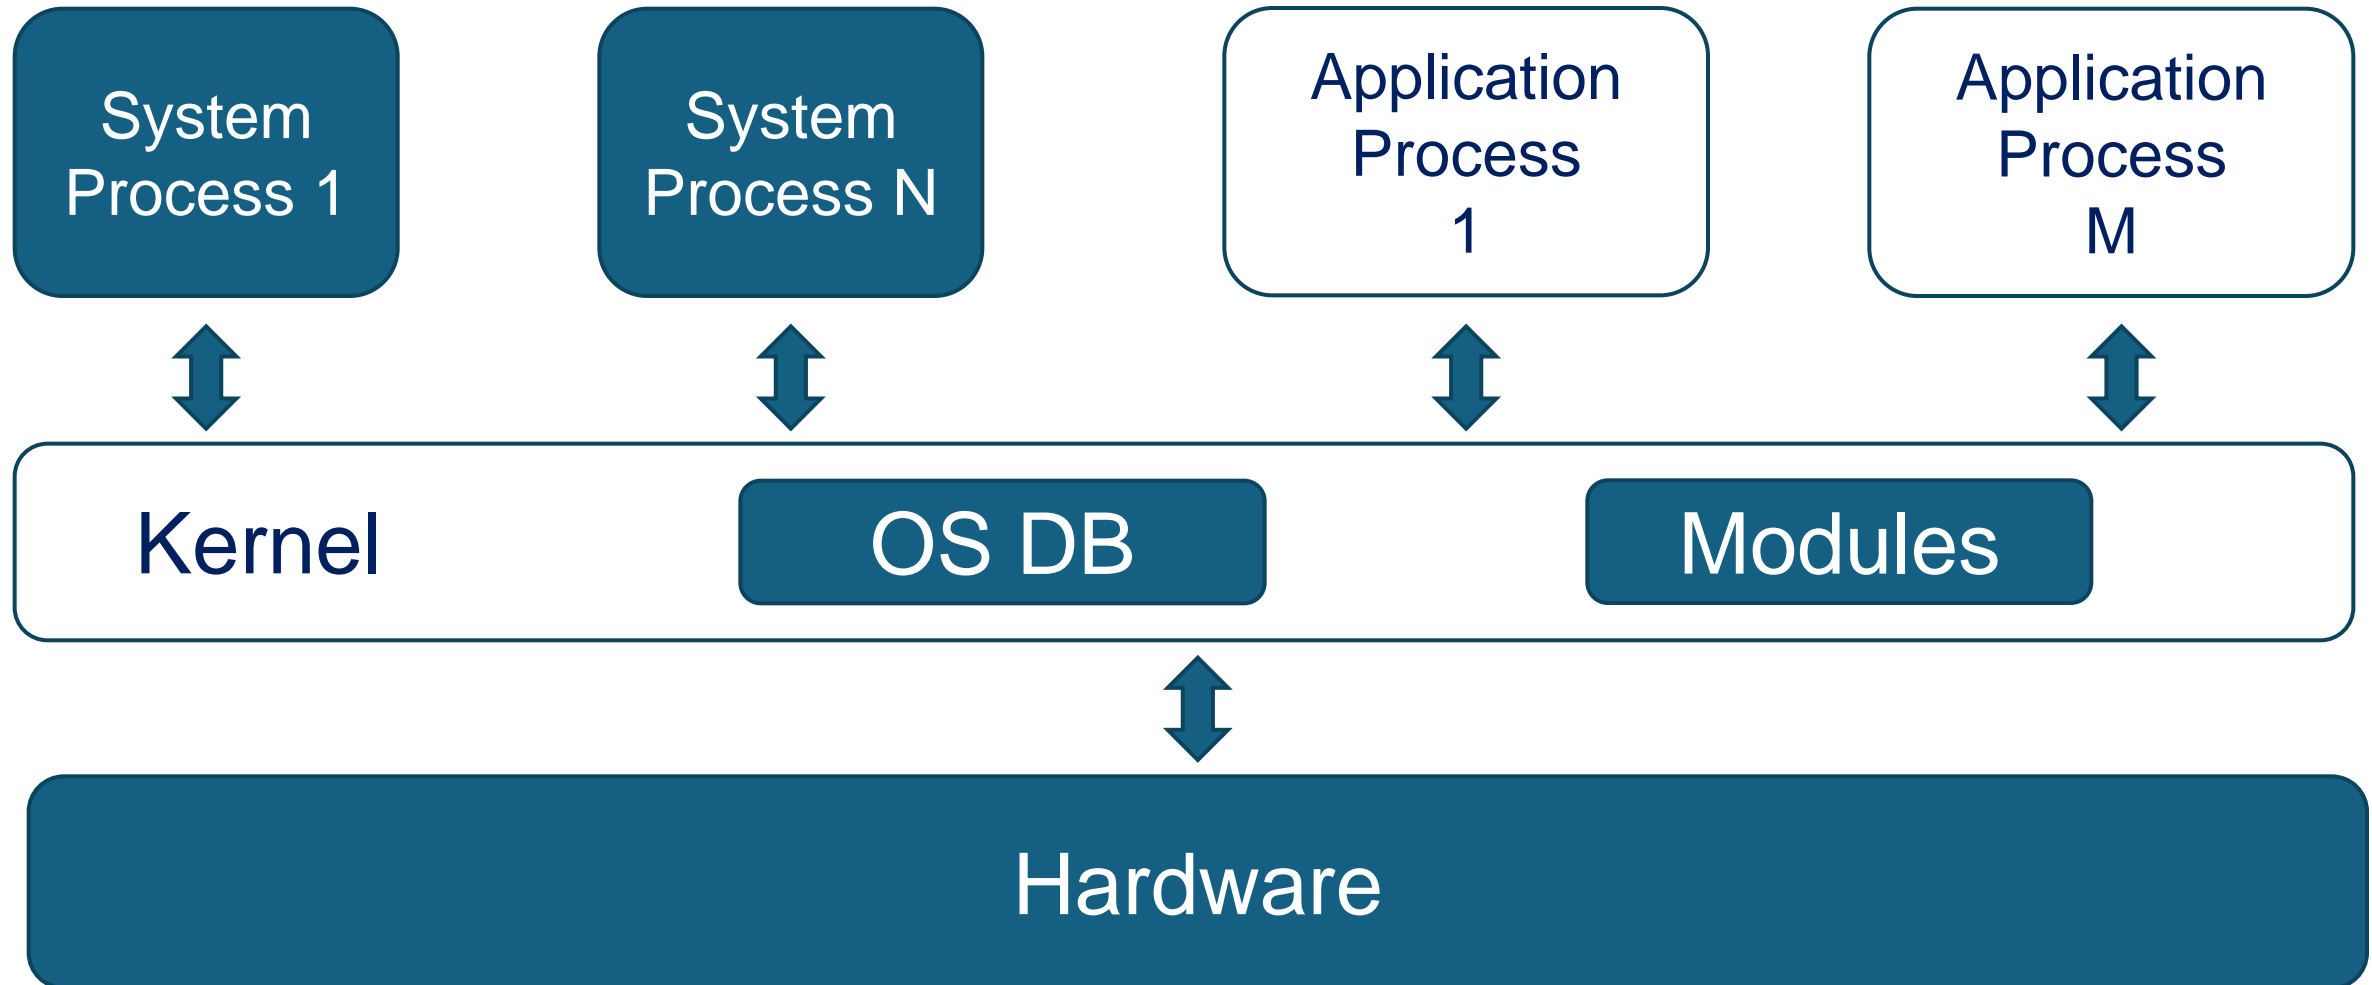 System
Process 1
System
Process N
Application
Process
1
Application
Process
M
Kernel
OS DB
Modules
Hardware